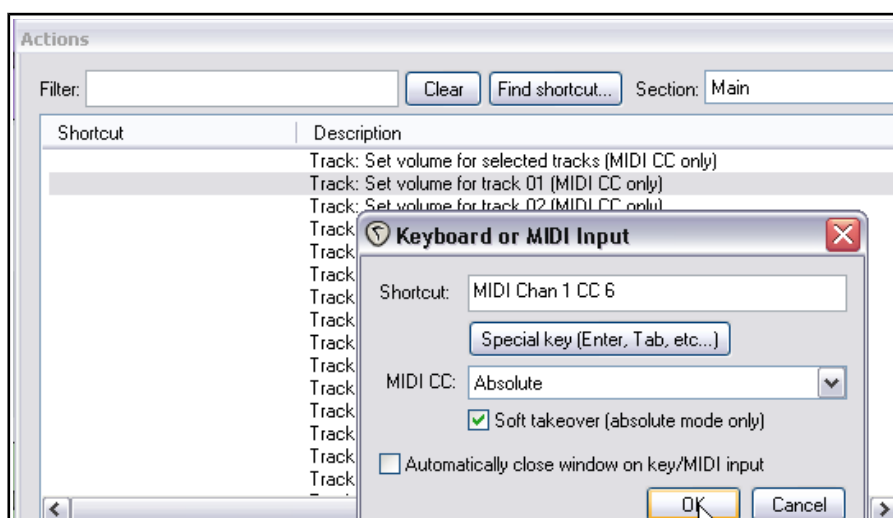 Actions
Filter: Clear Find shortcut... Section: Main
Shortcut Description
Track: Set volume for selected tracks (MIDI CC only)
Track: Set volume for track 01 (MIDI CC only)
Track: Set volume for track 02 (MIDI CC only)
Track
Track
Track
Track
Track
Track
Track
Track
Track
Track
Track
Track
Keyboard or MIDI Input
Shortcut: MIDI Chan 1 CC 6
Special key (Enter, Tab, etc...)
MIDI CC: Absolute
Soft takeover (absolute mode only)
Automatically close window on key/MIDI input
OK Cancel